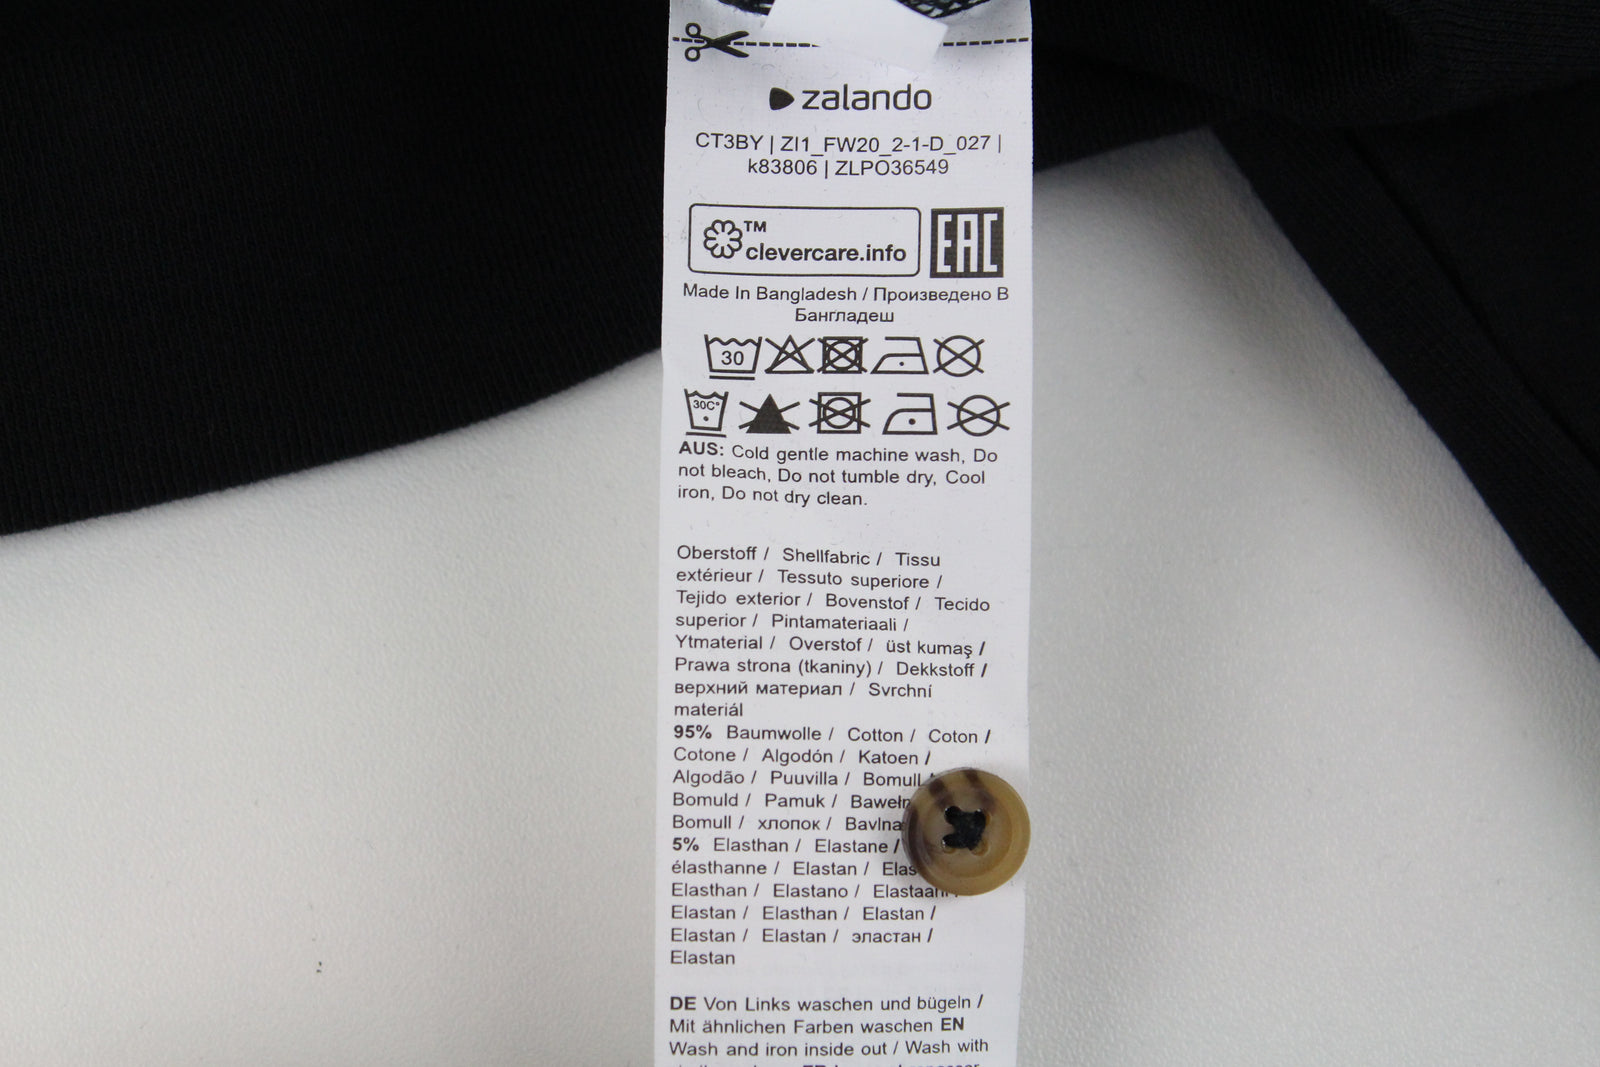 zalando
CT3BY | ZI1_FW20_2-1-D_027 |
k83806 | ZLPO36549
TM
clevercare.info
EAC
Made In Bangladesh / Произведено В
Бангладеш
30
30C°
AUS: Cold gentle machine wash, Do
not bleach, Do not tumble dry, Cool
iron, Do not dry clean.
Oberstoff / Shellfabric / Tissu
extérieur / Tessuto superiore /
Tejido exterior / Bovenstof / Tecido
superior / Pintamateriaali /
Ytmaterial / Overstof / üst kumaş /
Prawa strona (tkaniny) / Dekkstoff /
верхний материал / Svrchní
materiál
95% Baumwolle / Cotton / Coton /
Cotone / Algodón / Katoen /
Algodão / Puuvilla / Bomull /
Bomuld / Pamuk /
Bomull / хлопок / Bavlna
5% Elasthan / Elastane /
élasthanne / Elastan /
Elasthan / Elastano /
Elastan / Elasthan / Elastan /
Elastan / Elastan / эластан /
Elastan
DE Von Links waschen und bügeln /
Mit ähnlichen Farben waschen EN
Wash and iron inside out / Wash with